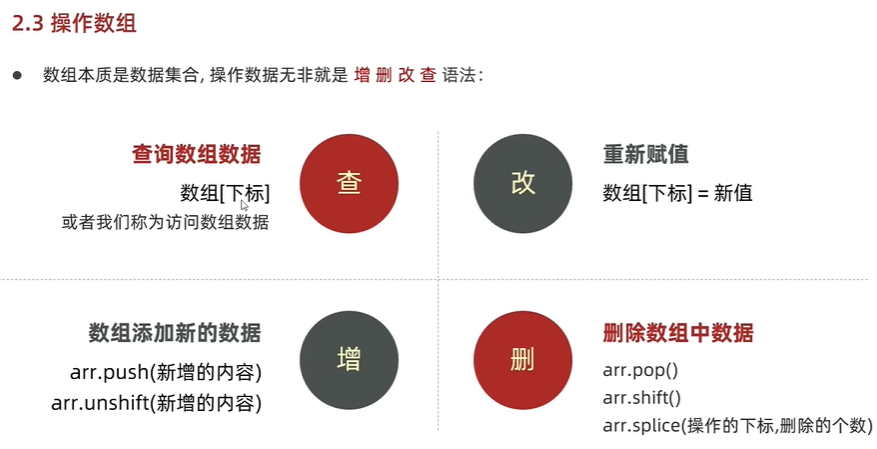 2.3 操作数组
● 数组本质是数据集合, 操作数据无非就是 增 删 改 查 语法：
查询数组数据
数组[下标]
或者我们称为访问数组数据
查
改
重新赋值
数组[下标] = 新值
数组添加新的数据
arr.push(新增的内容)
arr.unshift(新增的内容)
增
删
删除数组中数据
arr.pop()
arr.shift()
arr.splice(操作的下标,删除的个数)